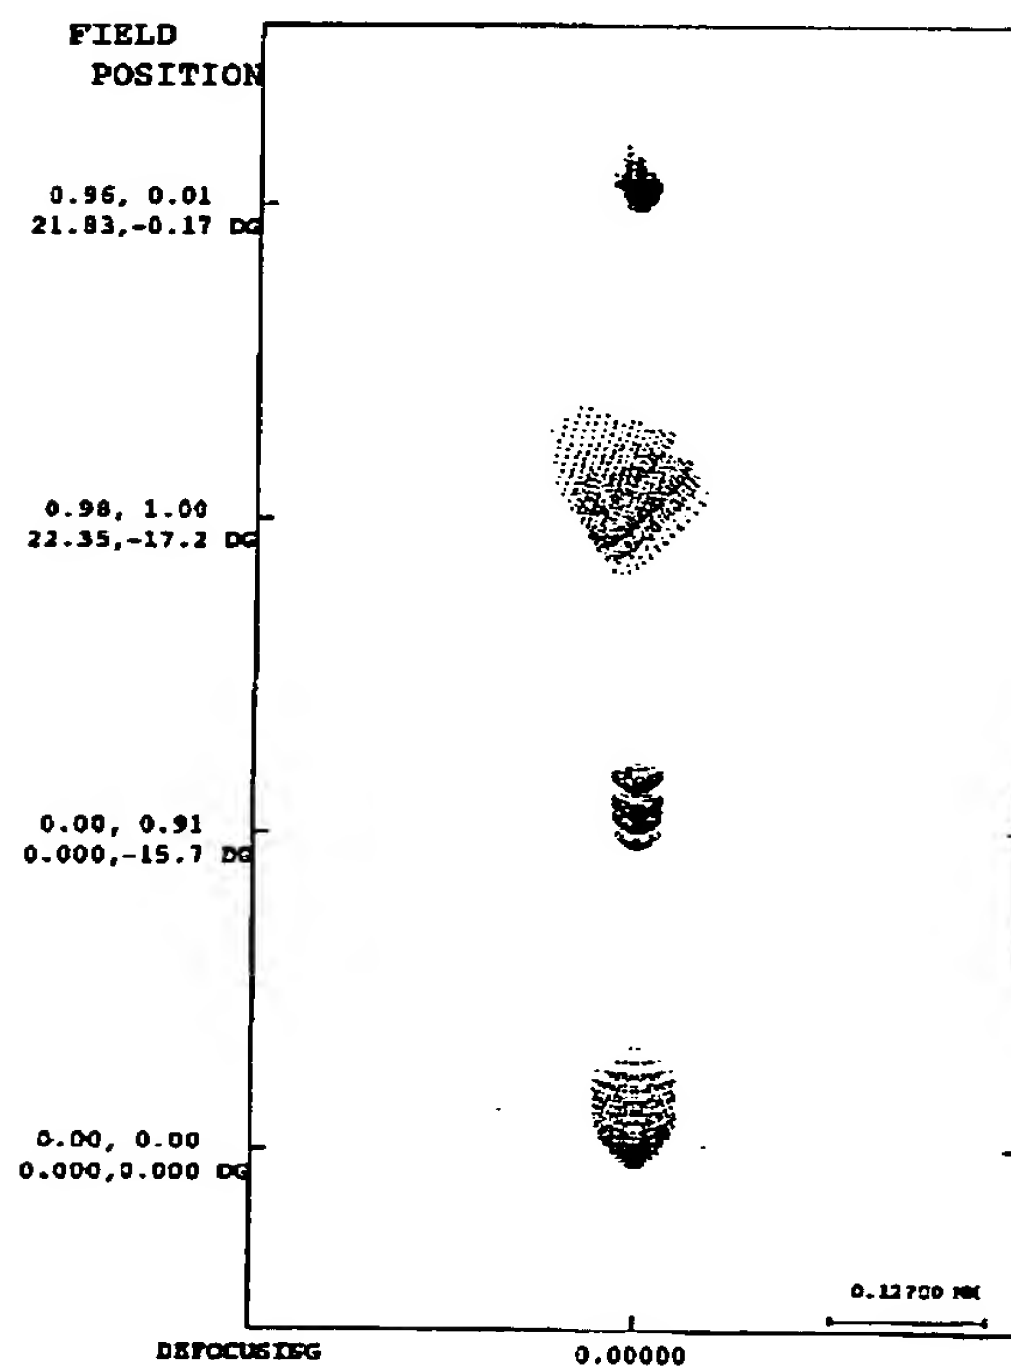 FIELD
POSITION
0.96, 0.01
21.83,-0.17 DG
0.98, 1.00
22.35,-17.2 DG
0.00, 0.91
0.000,-15.7 DG
0.00, 0.00
0.000,0.000 DG
0.12700 MM
DEFOCUSING
0.00000